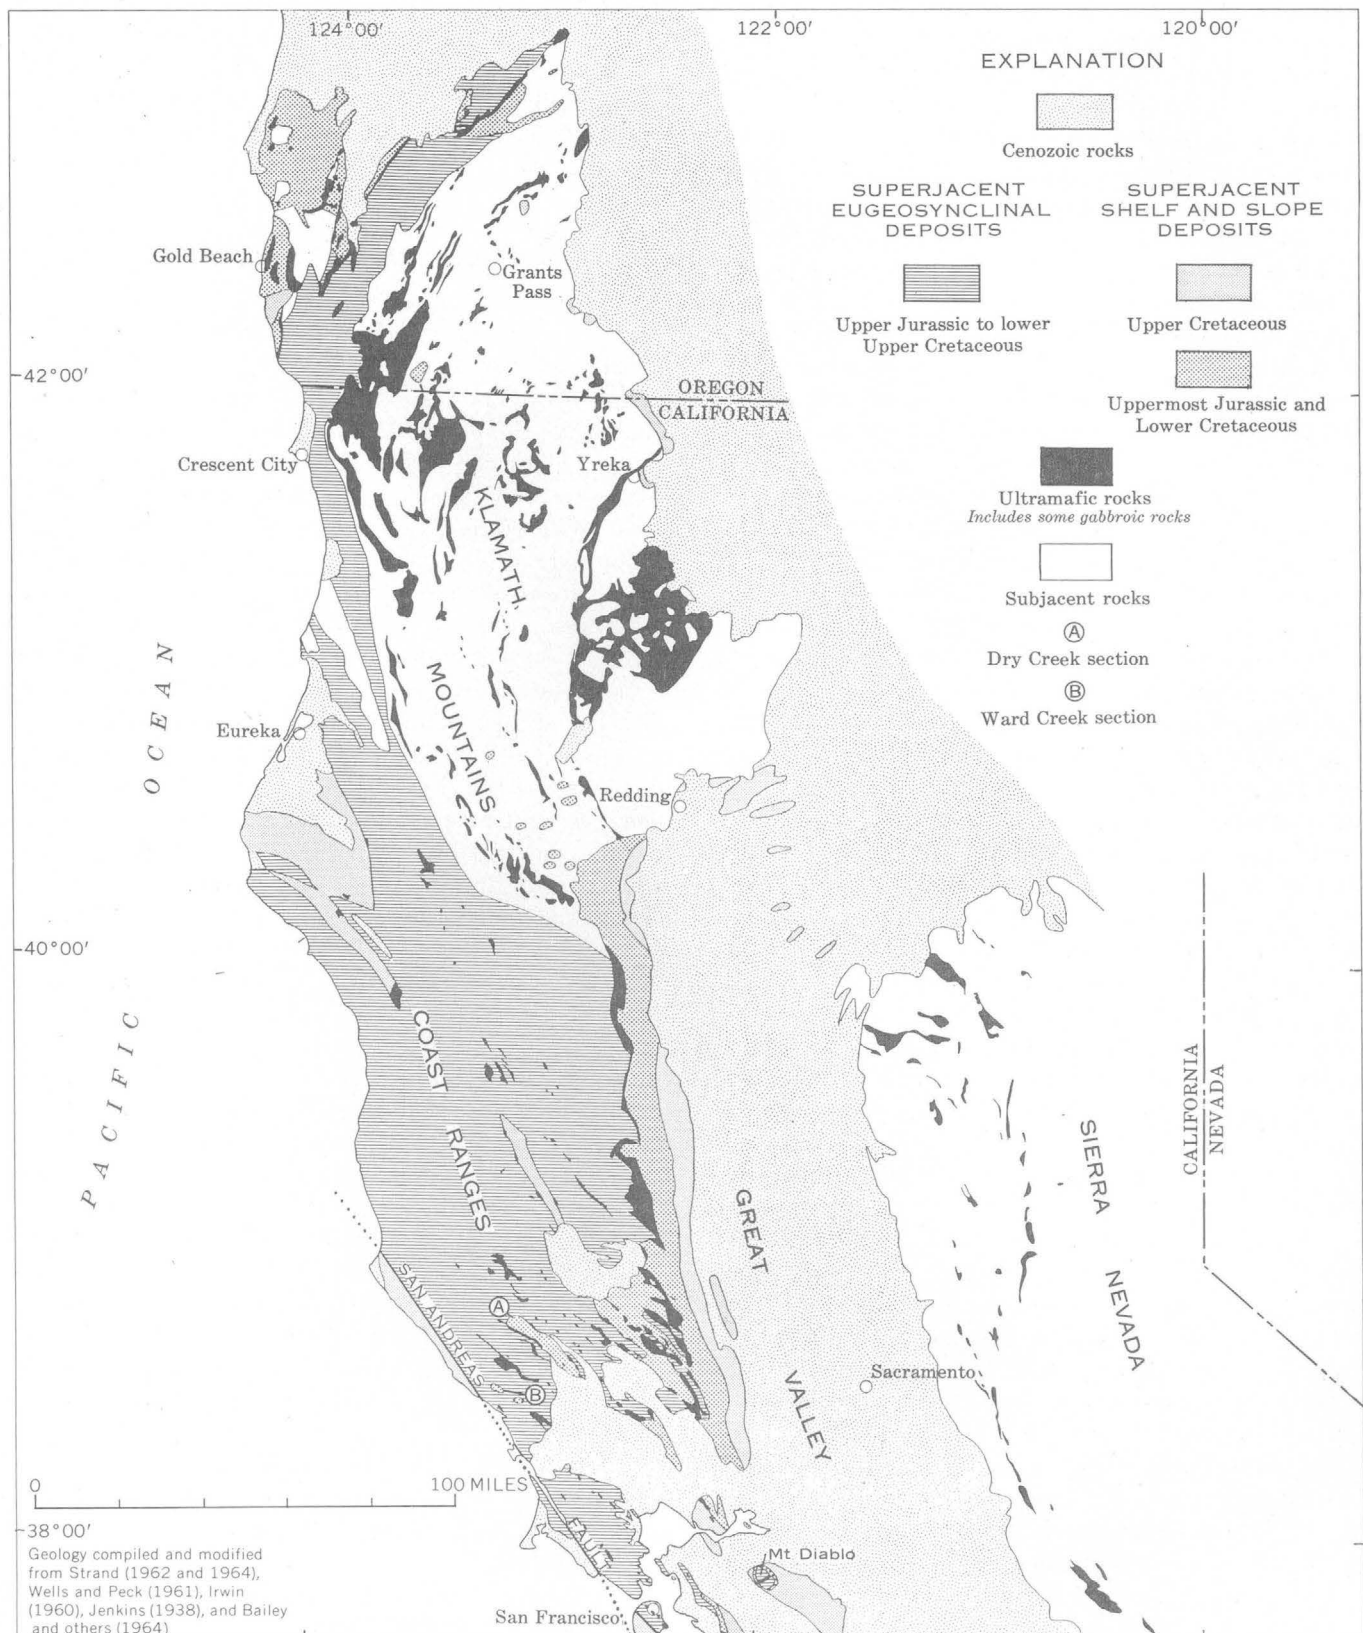 124°00′
122°00′
120°00′
EXPLANATION
Cenozoic rocks
SUPERJACENT
EUGEOSYNCLINAL
DEPOSITS
SUPERJACENT
SHELF AND SLOPE
DEPOSITS
Upper Jurassic to lower
Upper Cretaceous
Upper Cretaceous
Uppermost Jurassic and
Lower Cretaceous
Ultramafic rocks
Includes some gabbroic rocks
Subjacent rocks
A
Dry Creek section
B
Ward Creek section
Gold Beach
Grants
Pass
42°00′
OREGON
CALIFORNIA
Crescent City
Yreka
KLAMATH
MOUNTAINS
PACIFIC OCEAN
Eureka
Redding
40°00′
COAST
RANGES
CALIFORNIA
NEVADA
SIERRA
NEVADA
GREAT
VALLEY
A
SAN ANDREAS
B
Sacramento
0
100 MILES
38°00′
FAULT
Mt Diablo
San Francisco
Geology compiled and modified
from Strand (1962 and 1964),
Wells and Peck (1961), Irwin
(1960), Jenkins (1938), and Bailey
and others (1964)